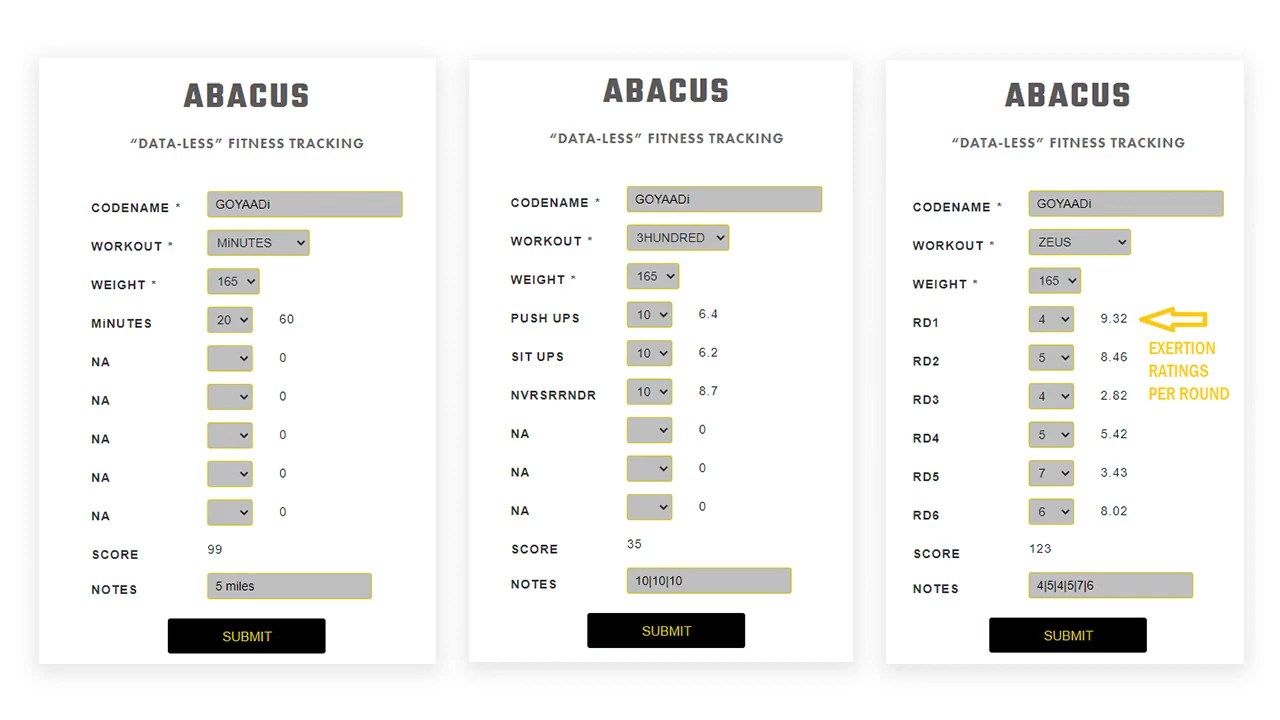 ABACUS
“DATA-LESS” FITNESS TRACKING
CODENAME * GOYAADi
WORKOUT * MiNUTES
WEIGHT * 165
MiNUTES 20 60
NA 0
NA 0
NA 0
NA 0
NA 0
SCORE 99
NOTES 5 miles
SUBMIT
ABACUS
“DATA-LESS” FITNESS TRACKING
CODENAME * GOYAADi
WORKOUT * 3HUNDRED
WEIGHT * 165
PUSH UPS 10 6.4
SIT UPS 10 6.2
NVRSRRNDR 10 8.7
NA 0
NA 0
NA 0
SCORE 35
NOTES 10|10|10
SUBMIT
ABACUS
“DATA-LESS” FITNESS TRACKING
CODENAME * GOYAADi
WORKOUT * ZEUS
WEIGHT * 165
RD1 4 9.32
RD2 5 8.46
RD3 4 2.82
RD4 5 5.42
RD5 7 3.43
RD6 6 8.02
SCORE 123
NOTES 4|5|4|5|7|6
SUBMIT
EXERTION
RATINGS
PER ROUND